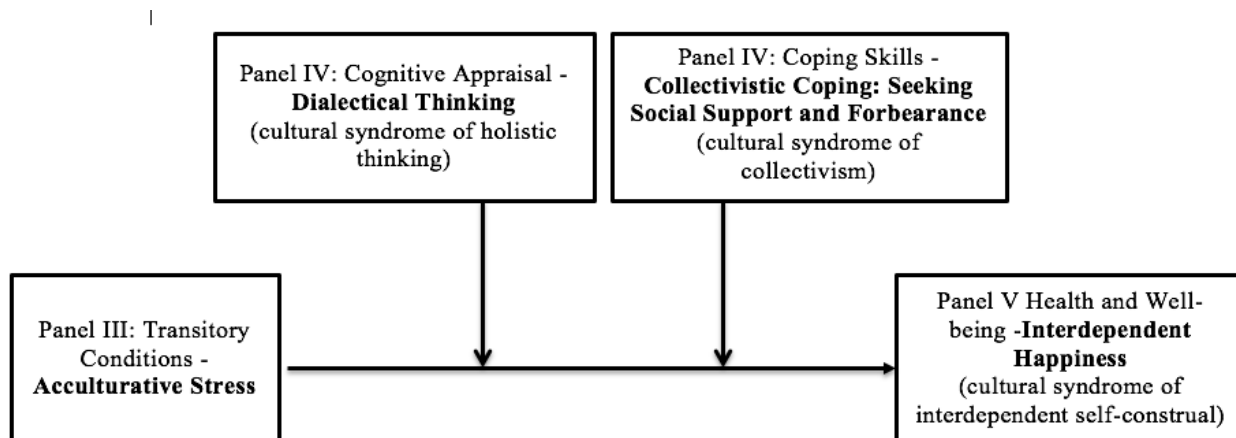 Panel IV: Cognitive Appraisal -
Dialectical Thinking
(cultural syndrome of holistic
thinking)
Panel IV: Coping Skills -
Collectivistic Coping: Seeking
Social Support and Forbearance
(cultural syndrome of
collectivism)
Panel III: Transitory
Conditions -
Acculturative Stress
Panel V Health and Well-
being -Interdependent
Happiness
(cultural syndrome of
interdependent self-construal)